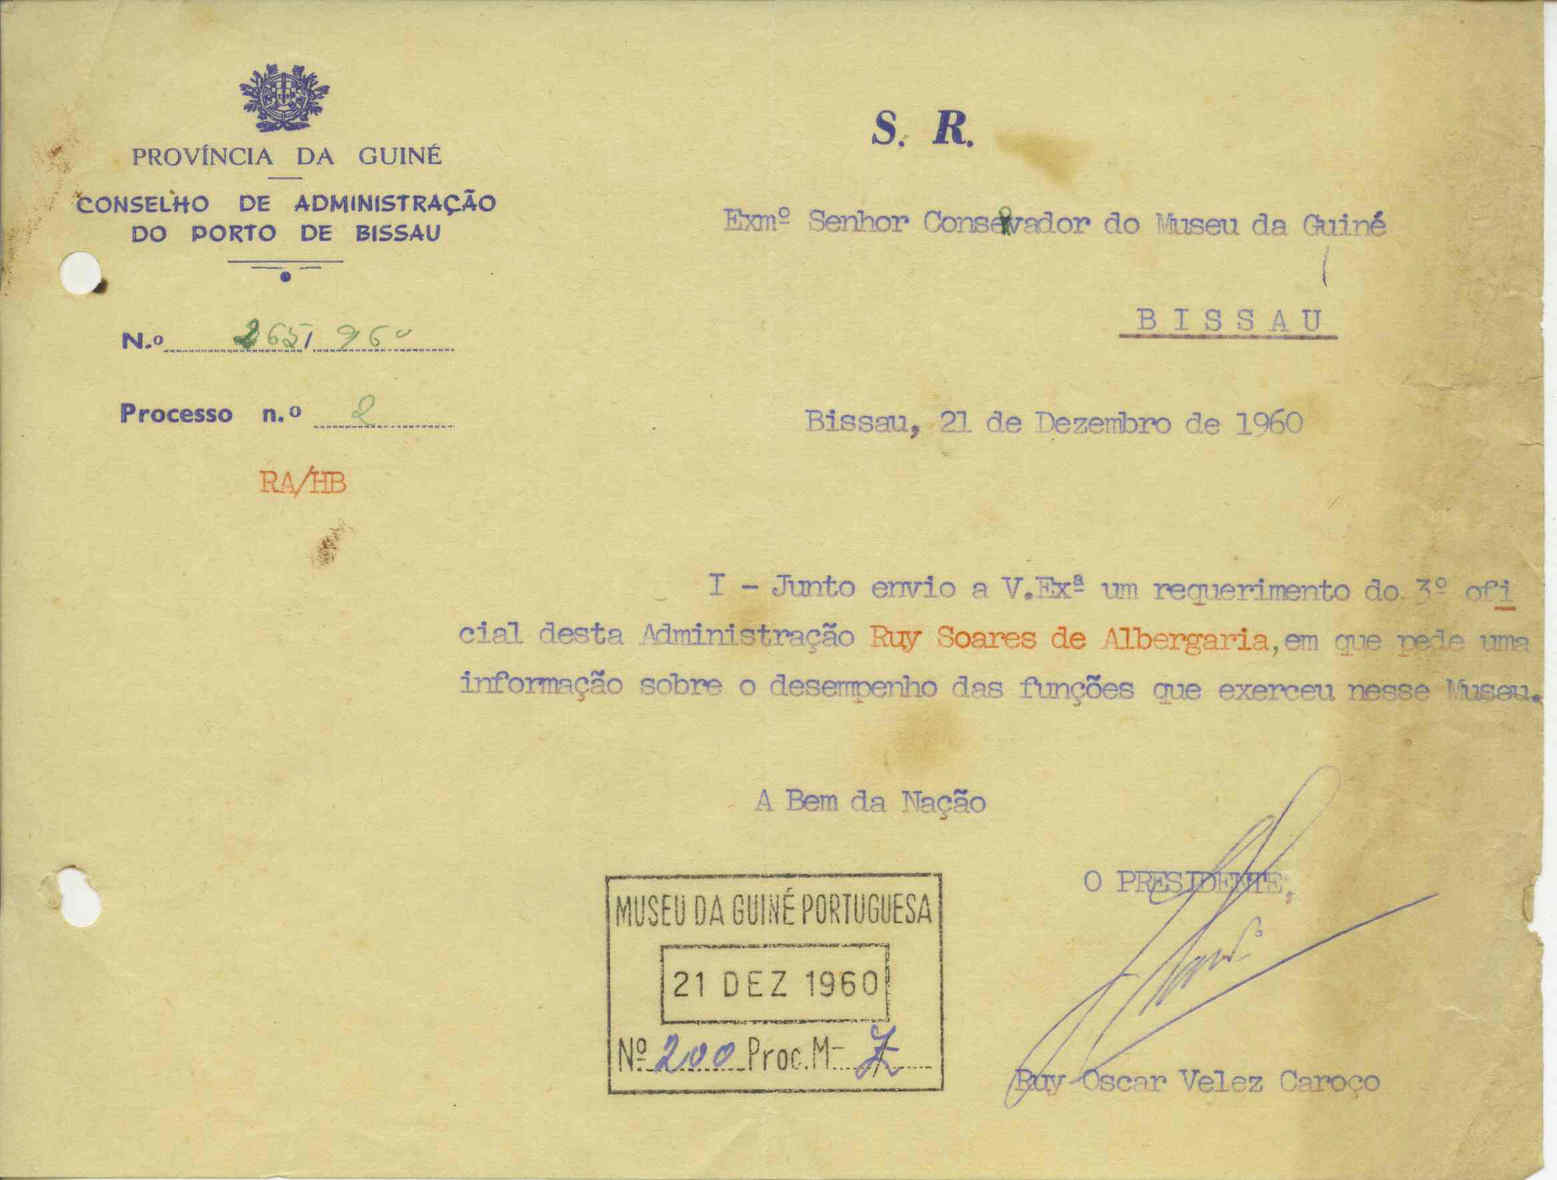 PROVÍNCIA DA GUINÉ
CONSELHO DE ADMINISTRAÇÃO
DO PORTO DE BISSAU
N.º 265/960
Processo n.º 2
RA/HB
S. R.
Exmº Senhor Conservador do Museu da Guiné
BISSAU
Bissau, 21 de Dezembro de 1960
I - Junto envio a V.Exª um requerimento do 3º ofi
cial desta Administração Ruy Soares de Albergaria, em que pede uma
informação sobre o desempenho das funções que exerceu nesse Museu.
A Bem da Nação
O PRESIDENTE,
Ruy Oscar Velez Caroço
MUSEU DA GUINÉ PORTUGUESA
21 DEZ 1960
Nº 200 Proc. M- 7